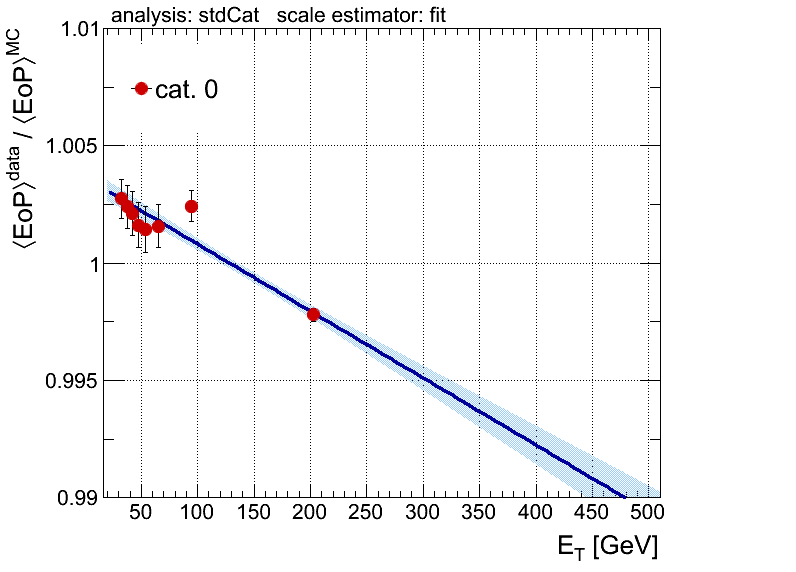 analysis: stdCat   scale estimator: fit
⟨EoP⟩^data / ⟨EoP⟩^MC
1.01
cat. 0
1.005
1
0.995
0.99
50 100 150 200 250 300 350 400 450 500
E_T [GeV]